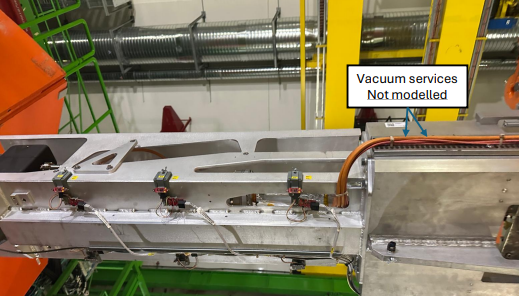 Vacuum services
Not modelled